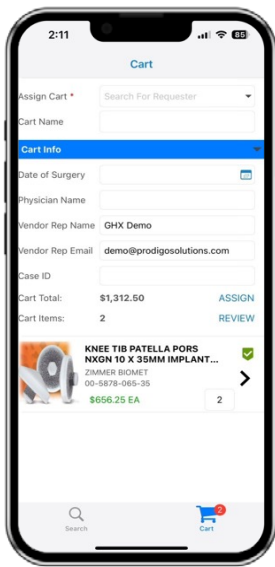 2:11
85
Cart
Assign Cart *
Search For Requester
Cart Name
Cart Info
Date of Surgery
Physician Name
Vendor Rep Name GHX Demo
Vendor Rep Email demo@prodigosolutions.com
Case ID
Cart Total: $1,312.50 ASSIGN
Cart Items: 2 REVIEW
KNEE TIB PATELLA PORS
NXGN 10 X 35MM IMPLANT...
ZIMMER BIOMET
00-5878-065-35
$656.25 EA 2
2
Search Cart